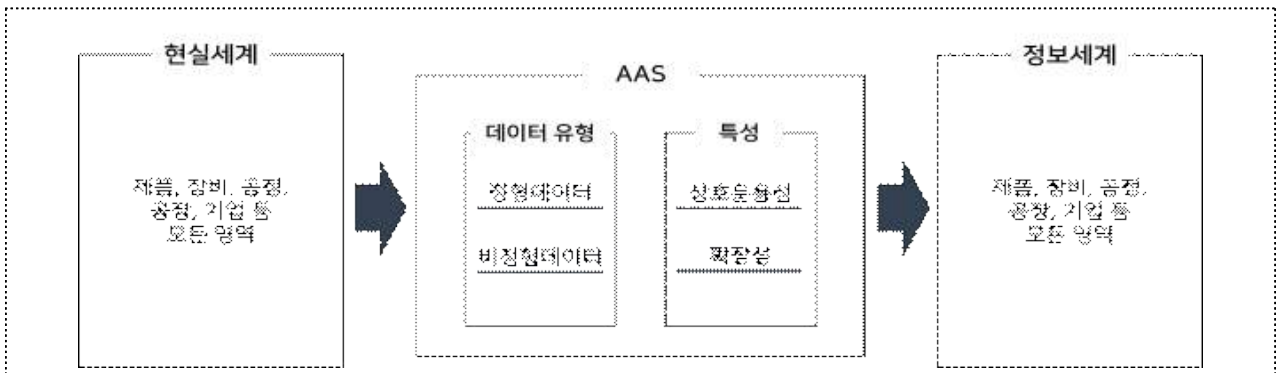 현실세계
제품, 장비, 공정,
공장, 기업 등
모든 영역
AAS
데이터 유형
정형데이터
비정형데이터
특성
상호운용성
확장성
정보세계
제품, 장비, 공정,
공장, 기업 등
모든 영역